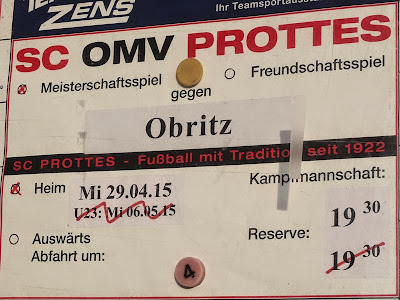 ZENS
Ihr Teamsportaussta
SC OMV PROTTES
Meisterschaftsspiel
Freundschaftsspiel
gegen
Obritz
SC PROTTES - Fußball mit Tradition seit 1922
Heim
Mi 29.04.15
U23: Mi 06.05.15
Kampfmannschaft:
19 30
Auswärts
Reserve:
Abfahrt um:
19 30
4